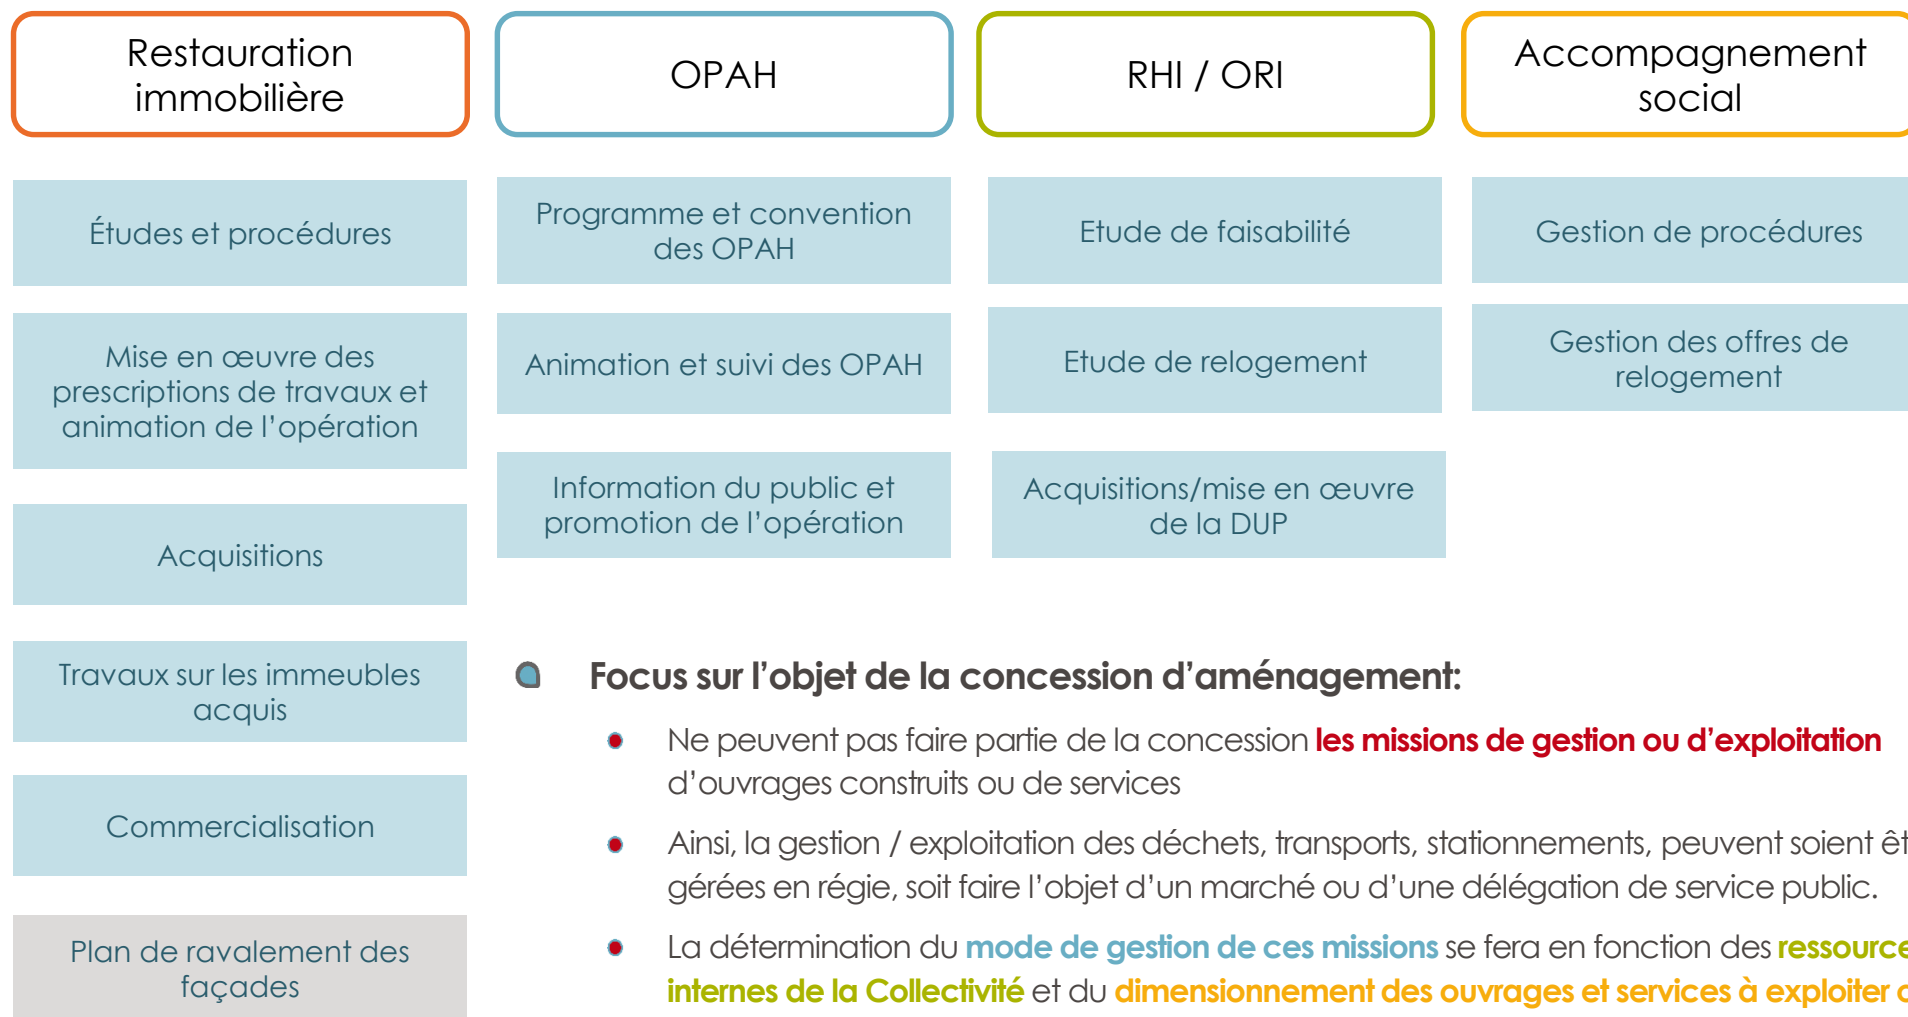 Restauration
immobilière
OPAH
RHI / ORI
Accompagnement
social
Études et procédures
Mise en œuvre des
prescriptions de travaux et
animation de l’opération
Acquisitions
Travaux sur les immeubles
acquis
Commercialisation
Plan de ravalement des
façades
Programme et convention
des OPAH
Animation et suivi des OPAH
Information du public et
promotion de l’opération
Etude de faisabilité
Etude de relogement
Acquisitions/mise en œuvre
de la DUP
Gestion de procédures
Gestion des offres de
relogement
Focus sur l’objet de la concession d’aménagement:
Ne peuvent pas faire partie de la concession les missions de gestion ou d’exploitation
d’ouvrages construits ou de services
Ainsi, la gestion / exploitation des déchets, transports, stationnements, peuvent soient êt
gérées en régie, soit faire l’objet d’un marché ou d’une délégation de service public.
La détermination du mode de gestion de ces missions se fera en fonction des ressource
internes de la Collectivité et du dimensionnement des ouvrages et services à exploiter